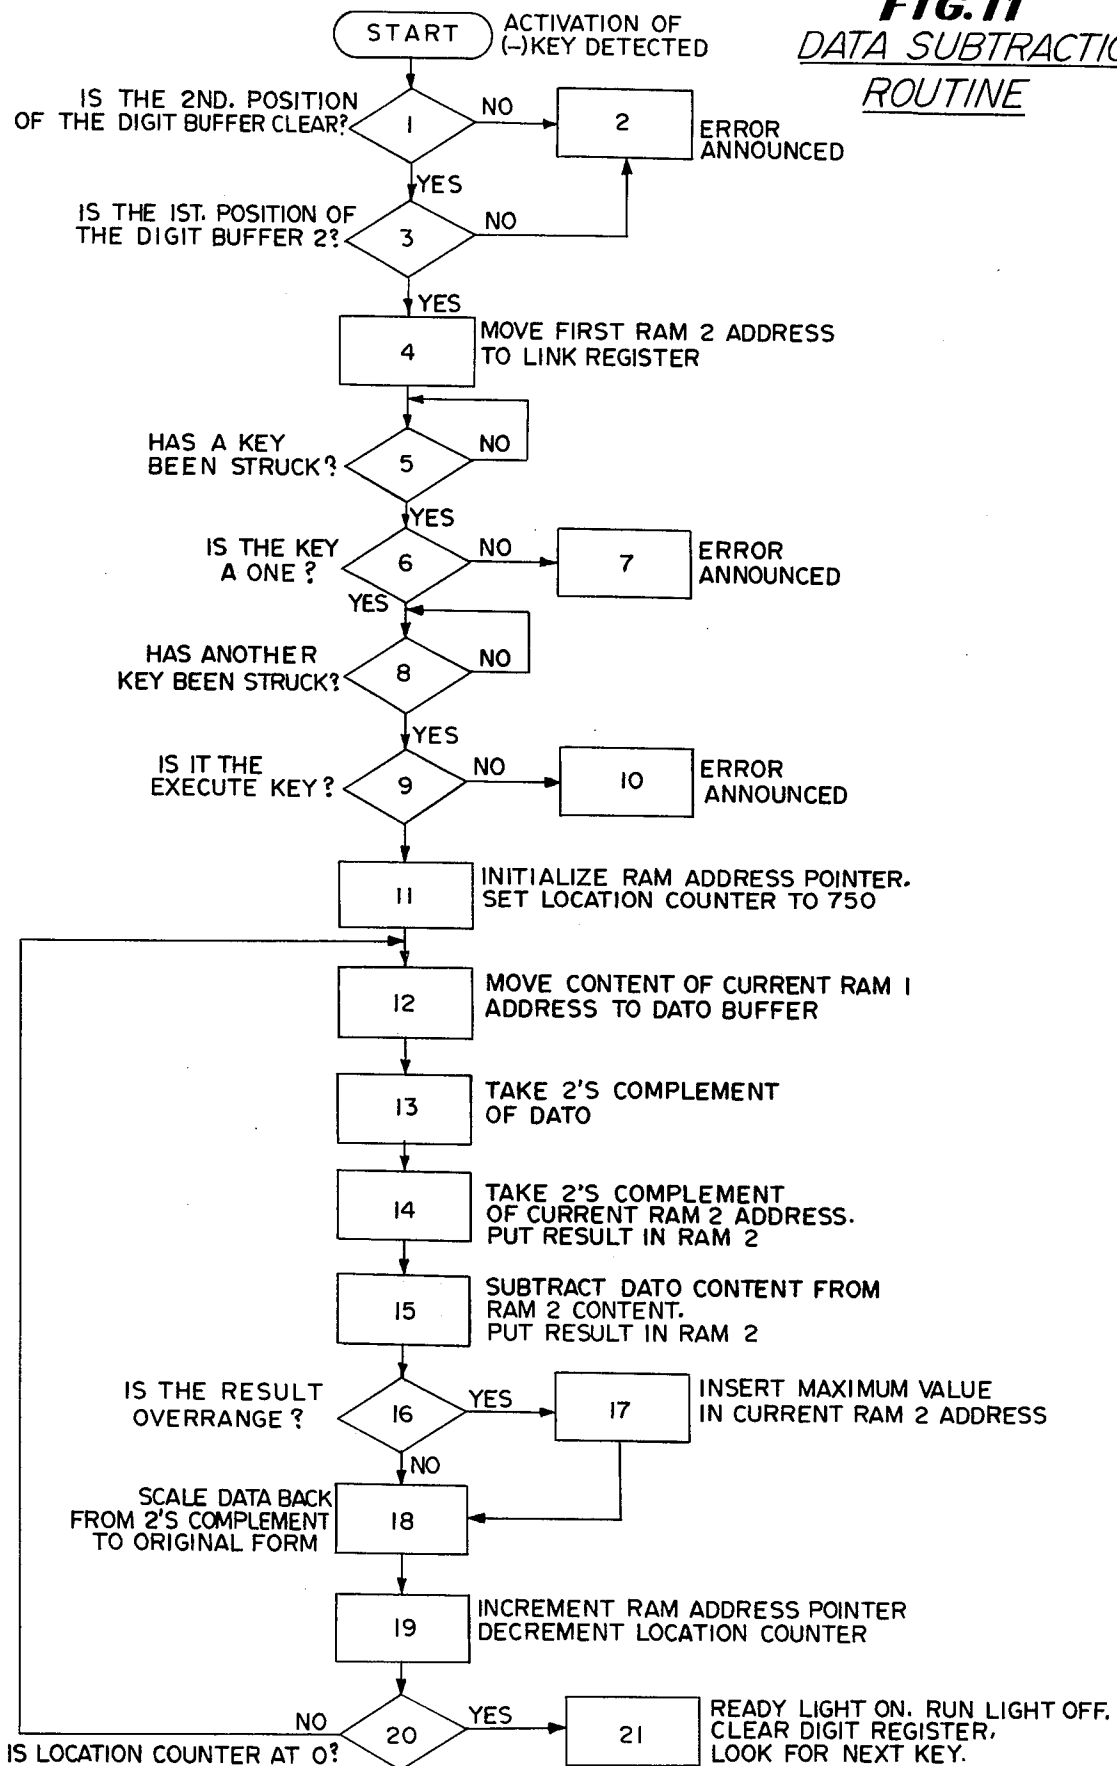 FIG. 11
DATA SUBTRACTIO
ROUTINE
START
ACTIVATION OF
(-)KEY DETECTED
IS THE 2ND. POSITION
OF THE DIGIT BUFFER CLEAR?
1
NO
2
ERROR
ANNOUNCED
YES
IS THE 1ST. POSITION OF
THE DIGIT BUFFER 2?
3
NO
YES
4
MOVE FIRST RAM 2 ADDRESS
TO LINK REGISTER
HAS A KEY
BEEN STRUCK?
5
NO
YES
IS THE KEY
A ONE?
6
NO
7
ERROR
ANNOUNCED
YES
HAS ANOTHER
KEY BEEN STRUCK?
8
NO
YES
IS IT THE
EXECUTE KEY?
9
NO
10
ERROR
ANNOUNCED
11
INITIALIZE RAM ADDRESS POINTER.
SET LOCATION COUNTER TO 750
12
MOVE CONTENT OF CURRENT RAM 1
ADDRESS TO DATO BUFFER
13
TAKE 2'S COMPLEMENT
OF DATO
14
TAKE 2'S COMPLEMENT
OF CURRENT RAM 2 ADDRESS.
PUT RESULT IN RAM 2
15
SUBTRACT DATO CONTENT FROM
RAM 2 CONTENT.
PUT RESULT IN RAM 2
IS THE RESULT
OVERRANGE?
16
YES
17
INSERT MAXIMUM VALUE
IN CURRENT RAM 2 ADDRESS
NO
SCALE DATA BACK
FROM 2'S COMPLEMENT
TO ORIGINAL FORM
18
19
INCREMENT RAM ADDRESS POINTER
DECREMENT LOCATION COUNTER
NO
IS LOCATION COUNTER AT 0?
20
YES
21
READY LIGHT ON. RUN LIGHT OFF.
CLEAR DIGIT REGISTER,
LOOK FOR NEXT KEY.